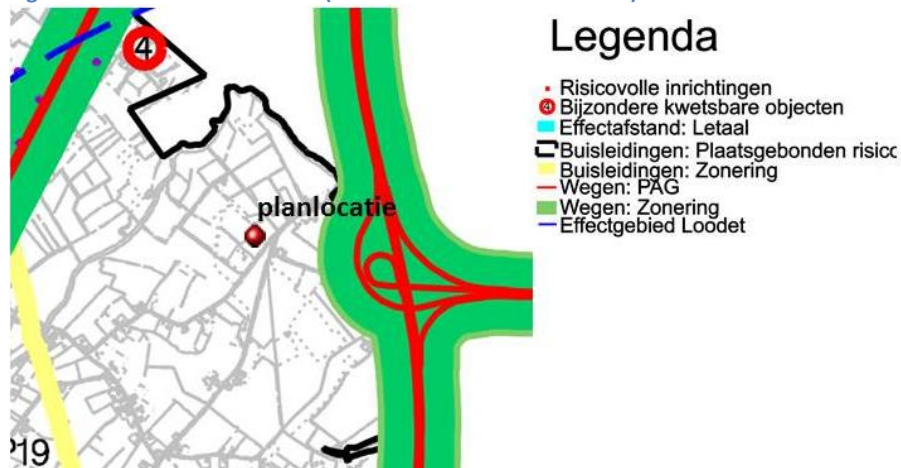 4
planlocatie
Legenda
Risicovolle inrichtingen
4 Bijzondere kwetsbare objecten
Effectafstand: Letaal
Buisleidingen: Plaatsgebonden risico
Buisleidingen: Zonering
Wegen: PAG
Wegen: Zonering
Effectgebied Loodet